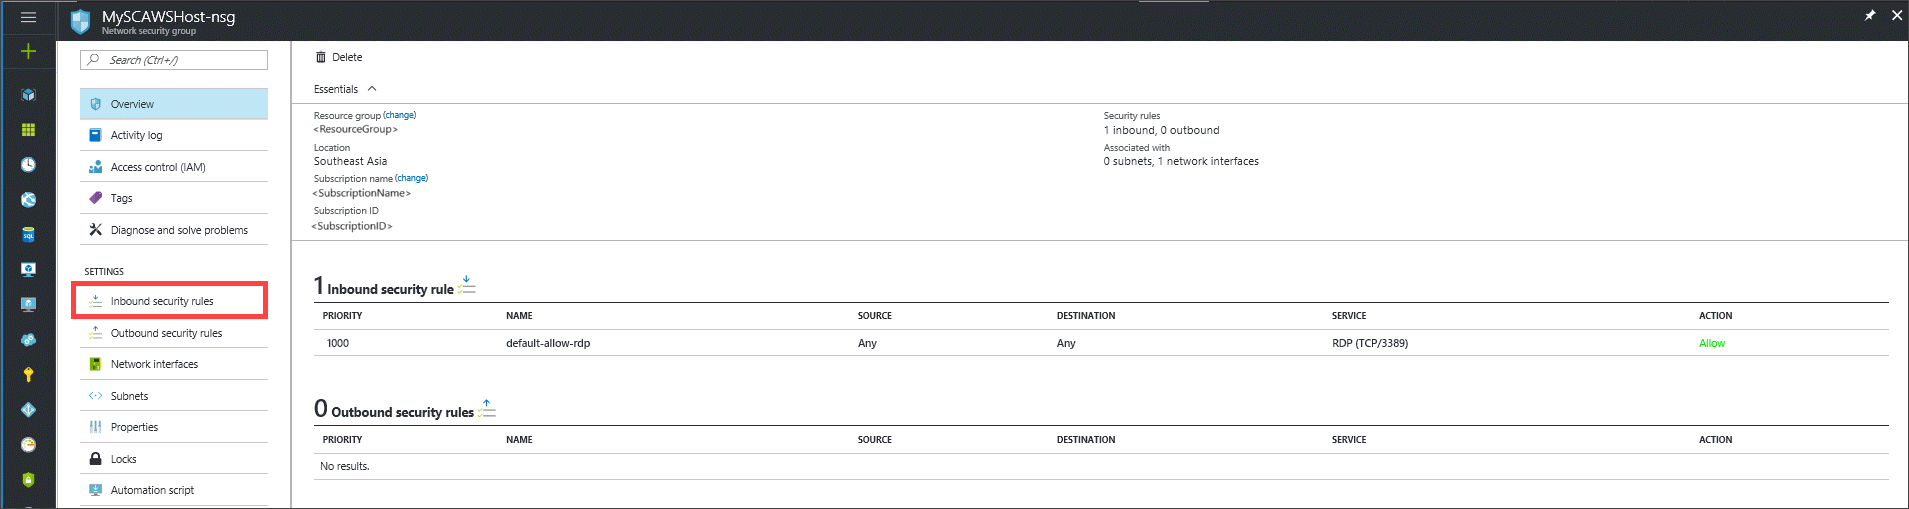 MySCAWSHost-nsg
Network security group
Search (Ctrl+/)
Overview
Activity log
Access control (IAM)
Tags
Diagnose and solve problems
SETTINGS
Inbound security rules
Outbound security rules
Network interfaces
Subnets
Properties
Locks
Automation script
Delete
Essentials
Resource group (change)
<ResourceGroup>
Location
Southeast Asia
Subscription name (change)
<SubscriptionName>
Subscription ID
<SubscriptionID>
Security rules
1 inbound, 0 outbound
Associated with
0 subnets, 1 network interfaces
1 Inbound security rule
PRIORITY NAME SOURCE DESTINATION SERVICE ACTION
1000 default-allow-rdp Any Any RDP (TCP/3389) Allow
0 Outbound security rules
PRIORITY NAME SOURCE DESTINATION SERVICE ACTION
No results.
SQL